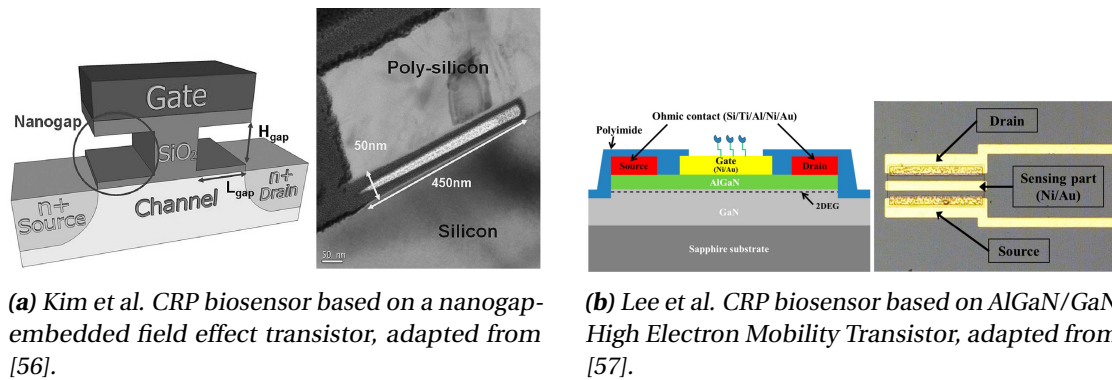 Gate
Nanogap
H gap
SiO2
L gap
n+
Source
Channel
n+
Drain
Poly-silicon
50nm
450nm
Silicon
50 nm
Ohmic contact (Si/Ti/Al/Ni/Au)
Polyimide
Source
Gate
(Ni/Au)
Drain
AlGaN
2DEG
GaN
Sapphire substrate
Drain
Sensing part
(Ni/Au)
Source
(a) Kim et al. CRP biosensor based on a nanogap-
embedded field effect transistor, adapted from
[56].
(b) Lee et al. CRP biosensor based on AlGaN/GaN
High Electron Mobility Transistor, adapted from
[57].